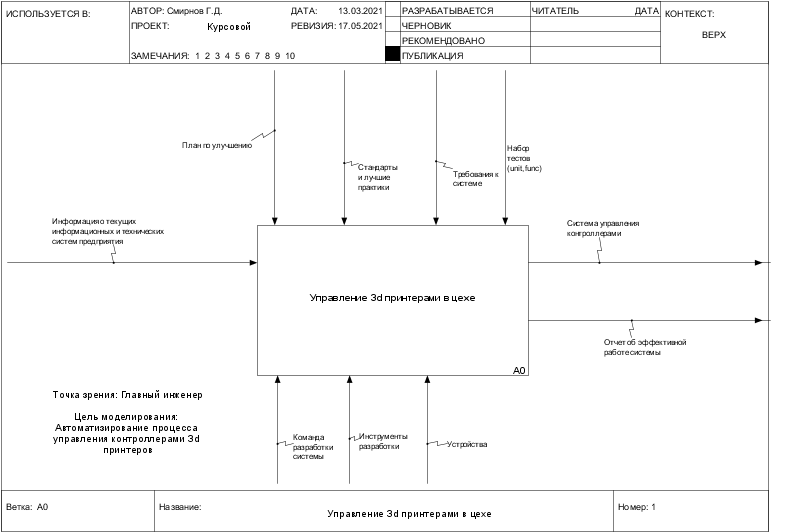 ИСПОЛЬЗУЕТСЯ В:
АВТОР: Смирнов Г.Д.
ДАТА: 13.03.2021
ПРОЕКТ: Курсовой
РЕВИЗИЯ: 17.05.2021
ЗАМЕЧАНИЯ: 1 2 3 4 5 6 7 8 9 10
РАЗРАБАТЫВАЕТСЯ
ЧЕРНОВИК
РЕКОМЕНДОВАНО
ПУБЛИКАЦИЯ
ЧИТАТЕЛЬ ДАТА
КОНТЕКСТ:
ВЕРХ
План по улучшению
Стандарты
и лучшие
практики
Требования к
системе
Набор
тестов
(unit, func)
Информация о текущих
информационных и технических
систем предприятия
Система управления
контроллерами
Управление 3d принтерами в цехе
A0
Отчет об эффективной
работе системы
Точка зрения: Главный инженер
Цель моделирования:
Автоматизирование процесса
управления контроллерами 3d
принтеров
Команда
разработки
системы
Инструменты
разработки
Устройства
Ветка: A0
Название:
Управление 3d принтерами в цехе
Номер: 1